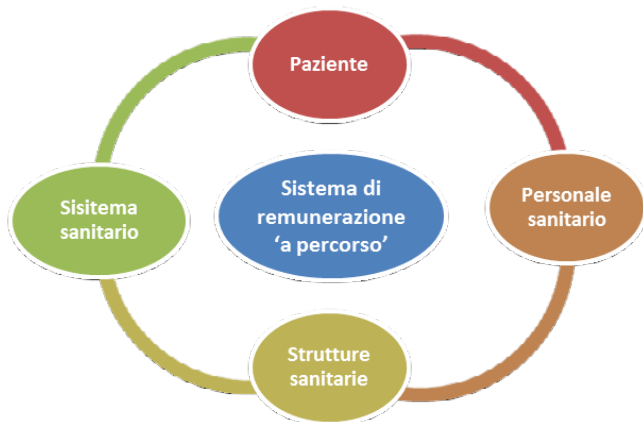 Paziente
Sisitema
sanitario
Sistema di
remunerazione
‘a percorso’
Personale
sanitario
Strutture
sanitarie